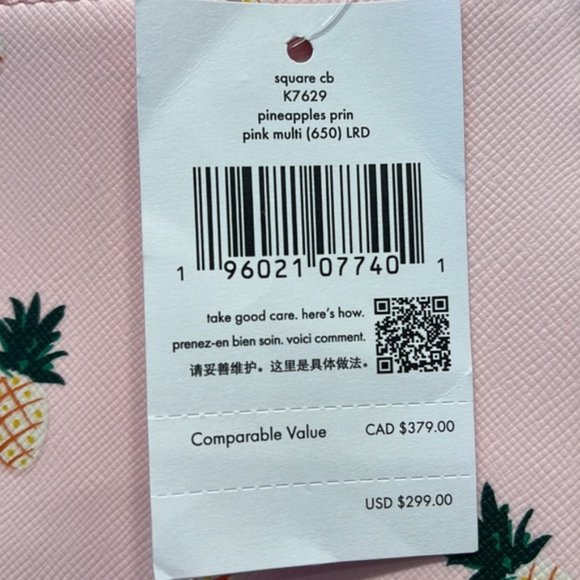 square cb
K7629
pineapples prin
pink multi (650) LRD
1 96021 07740 1
take good care. here's how.
prenez-en bien soin. voici comment.
请妥善维护。这里是具体做法。
Comparable Value CAD $379.00
USD $299.00